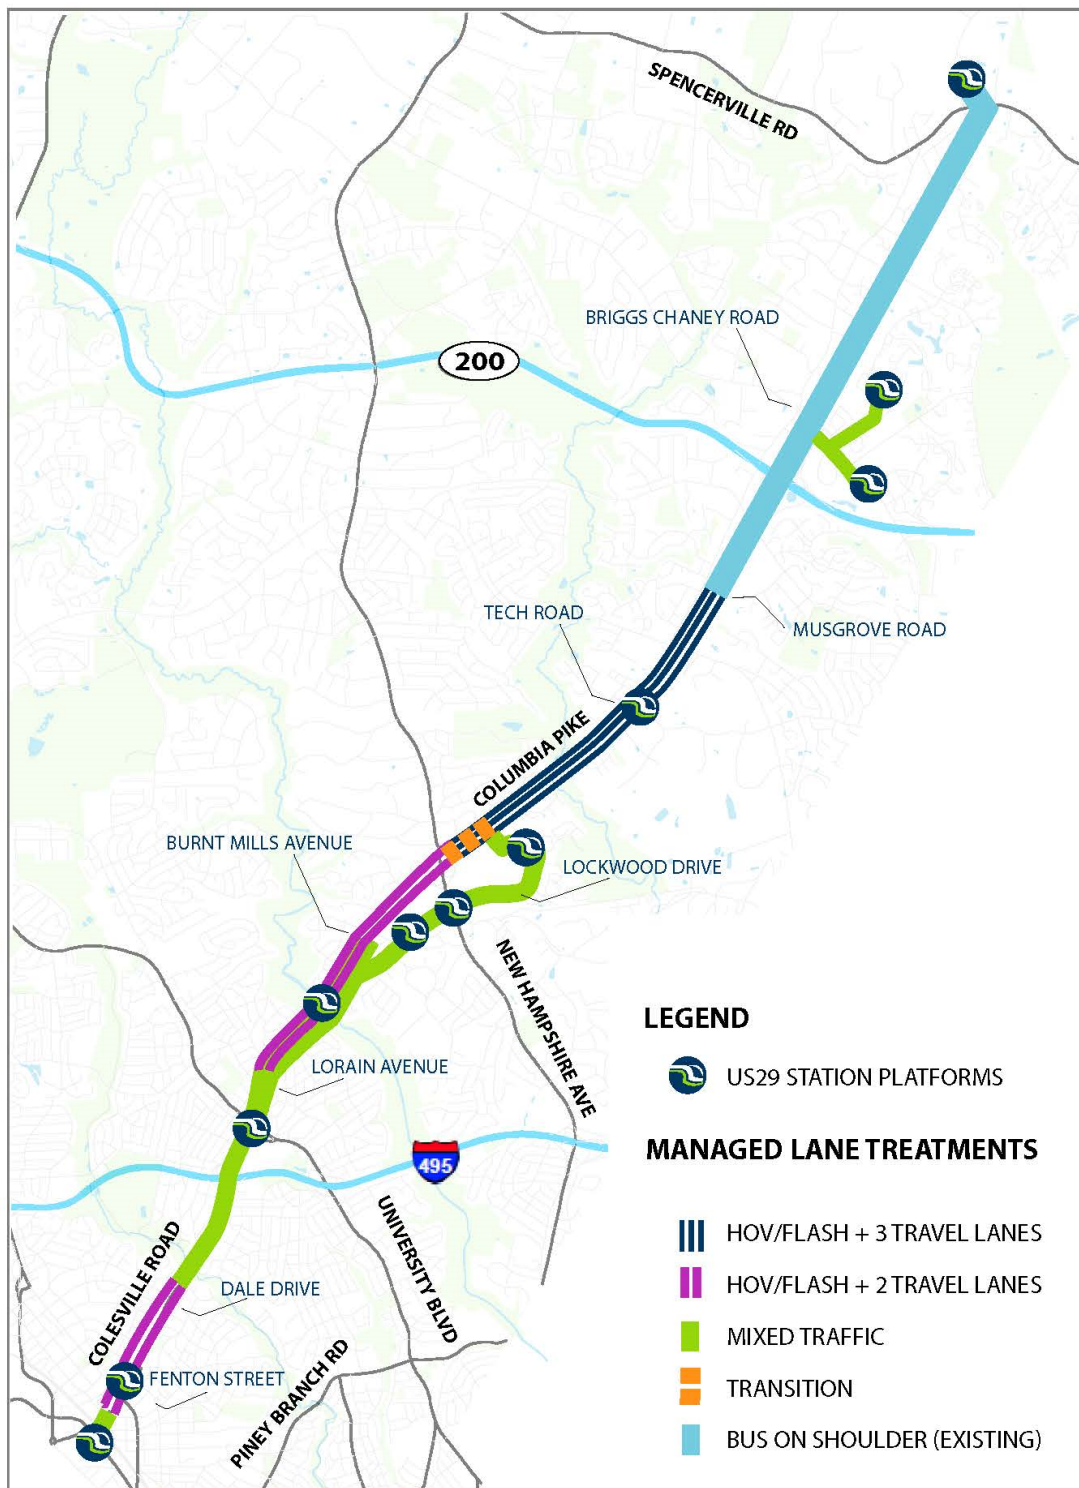 SPENCERVILLE RD
BRIGGS CHANEY ROAD
200
TECH ROAD
MUSGROVE ROAD
COLUMBIA PIKE
BURNT MILLS AVENUE
LOCKWOOD DRIVE
NEW HAMPSHIRE AVE
LORAIN AVENUE
495
UNIVERSITY BLVD
COLESVILLE ROAD
DALE DRIVE
FENTON STREET
PINEY BRANCH RD
LEGEND
US29 STATION PLATFORMS
MANAGED LANE TREATMENTS
HOV/FLASH + 3 TRAVEL LANES
HOV/FLASH + 2 TRAVEL LANES
MIXED TRAFFIC
TRANSITION
BUS ON SHOULDER (EXISTING)